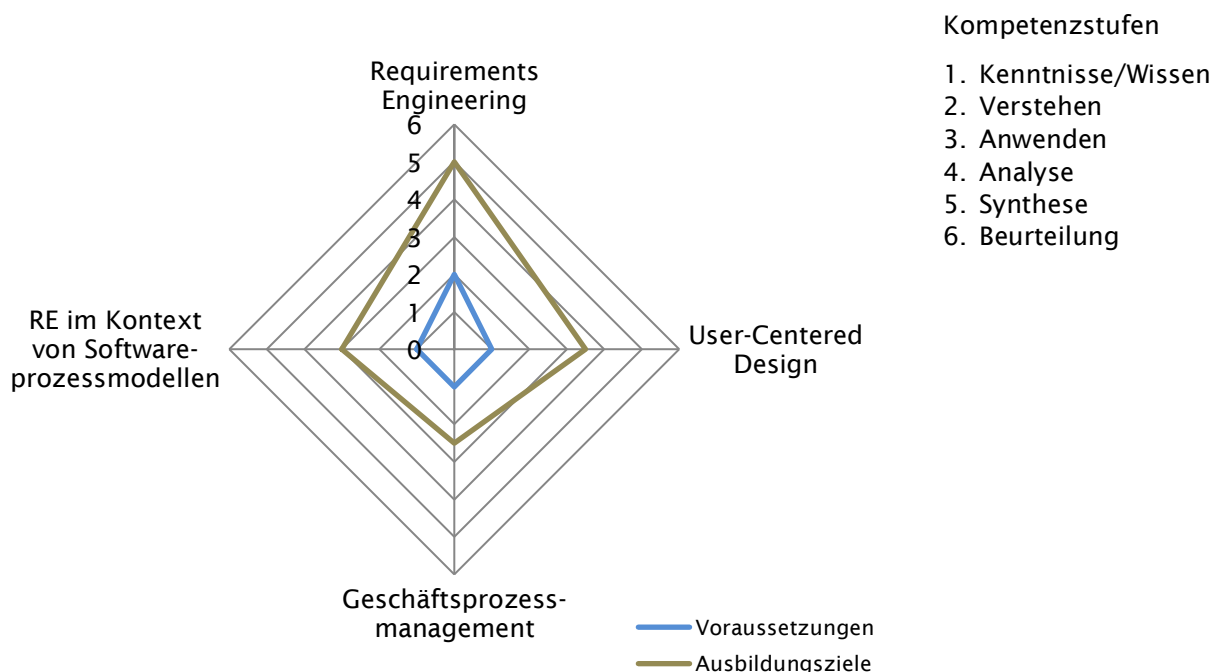 Kompetenzstufen
1. Kenntnisse/Wissen
2. Verstehen
3. Anwenden
4. Analyse
5. Synthese
6. Beurteilung
Requirements
Engineering
6
5
4
3
2
1
0
RE im Kontext
von Software-
prozessmodellen
User-Centered
Design
Geschäftsprozess-
management
Voraussetzungen
Ausbildungsziele